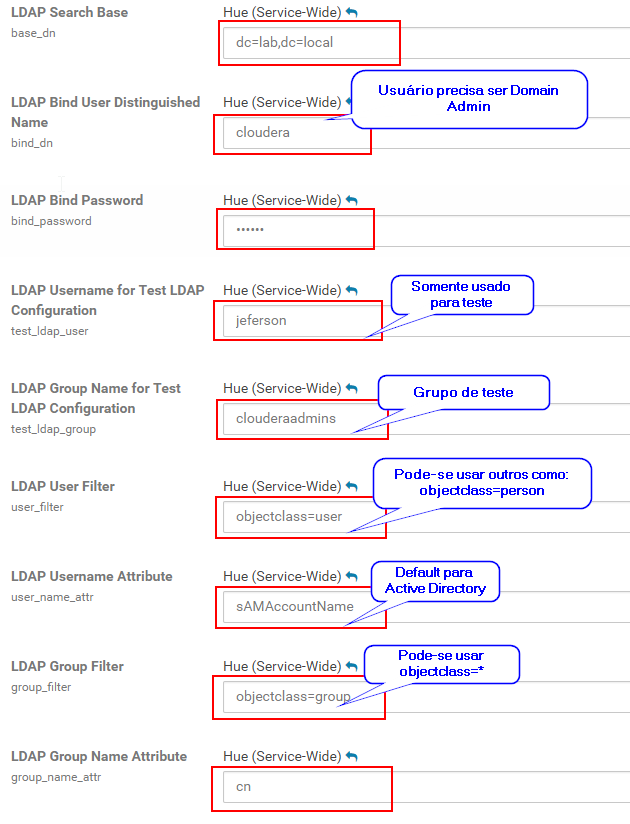 LDAP Search Base
base_dn
Hue (Service-Wide)
dc=lab,dc=local
LDAP Bind User Distinguished
Name
bind_dn
Hue (Service-Wide)
cloudera
Usuário precisa ser Domain
Admin
LDAP Bind Password
bind_password
Hue (Service-Wide)
••••••
LDAP Username for Test LDAP
Configuration
test_ldap_user
Hue (Service-Wide)
jeferson
Somente usado
para teste
LDAP Group Name for Test
LDAP Configuration
test_ldap_group
Hue (Service-Wide)
clouderaadmins
Grupo de teste
LDAP User Filter
user_filter
Hue (Service-Wide)
objectclass=user
Pode-se usar outros como:
objectclass=person
LDAP Username Attribute
user_name_attr
Hue (Service-Wide)
sAMAccountName
Default para
Active Directory
LDAP Group Filter
group_filter
Hue (Service-Wide)
objectclass=group
Pode-se usar
objectclass=*
LDAP Group Name Attribute
group_name_attr
Hue (Service-Wide)
cn